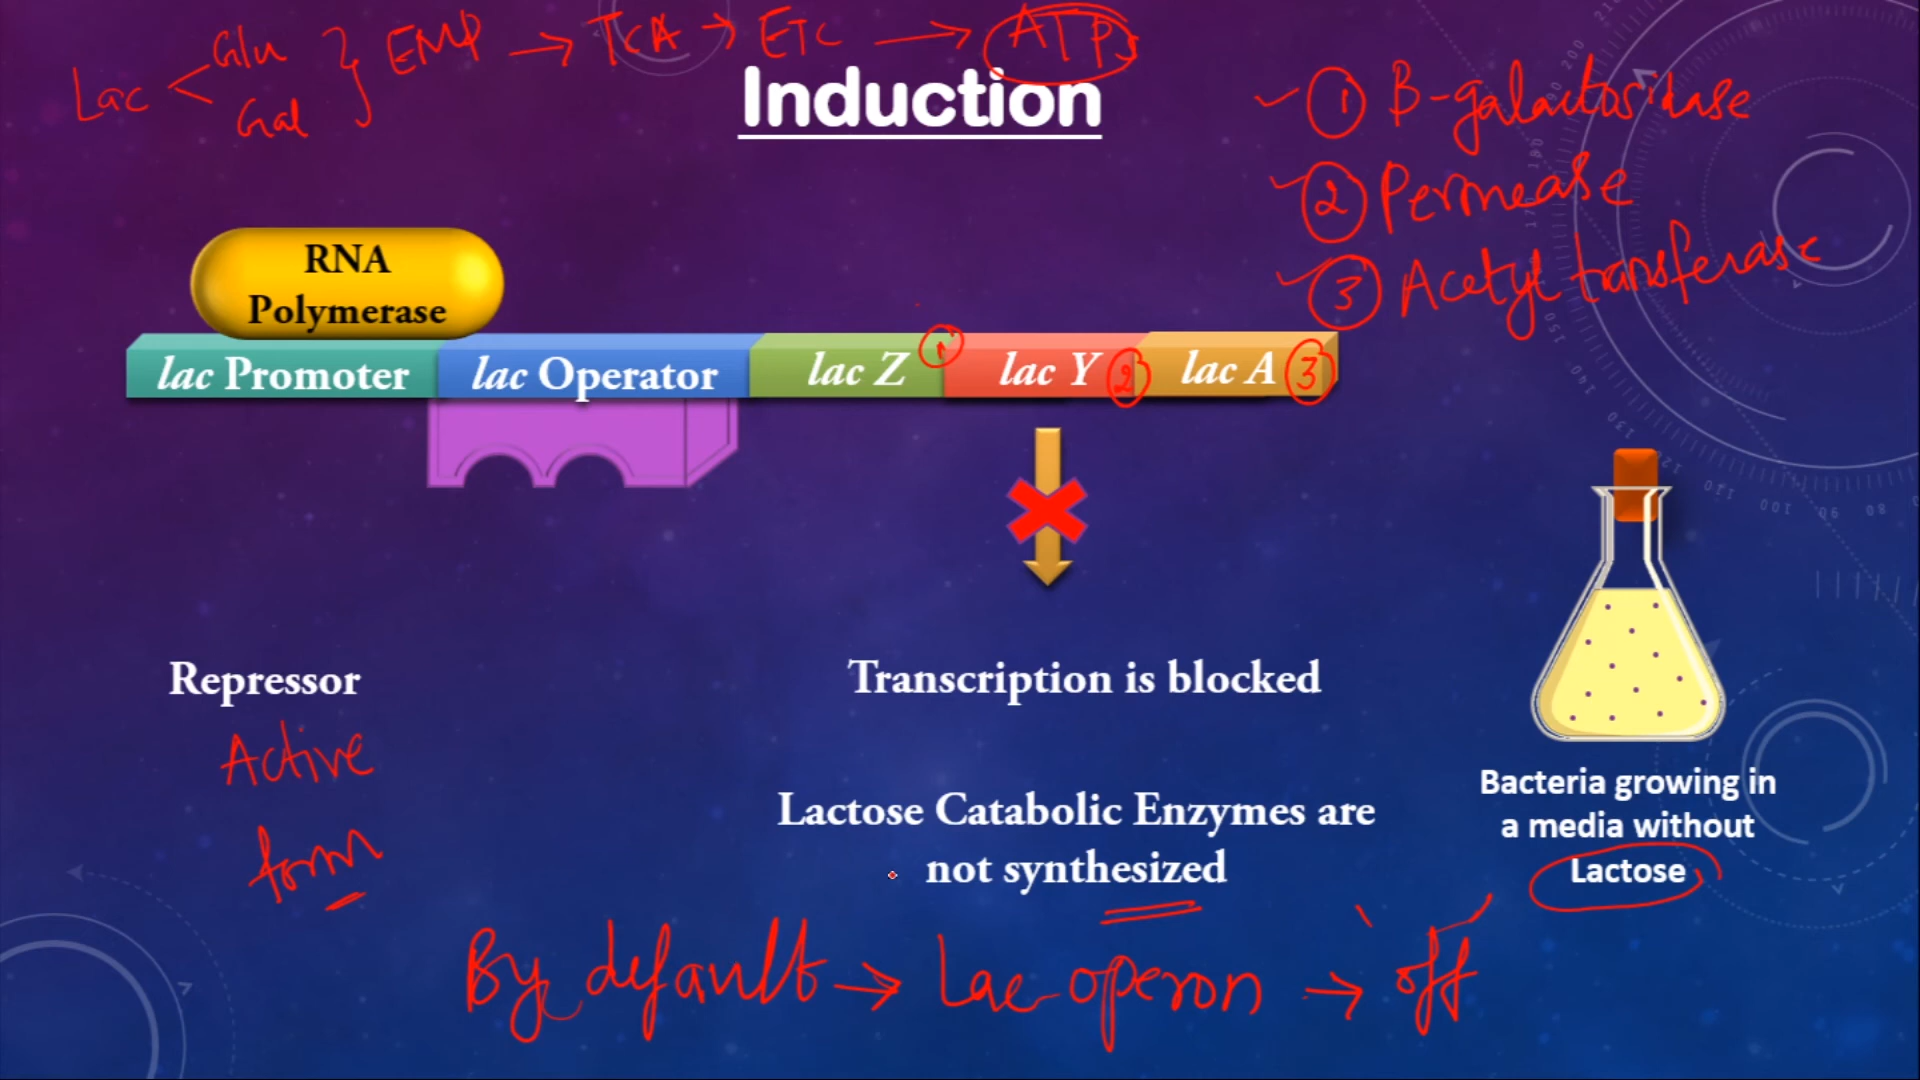 Lac < Glu } EMP → TCA → ETC → ATPs
Gal
Induction
① B-galactosidase
② Permease
③ Acetyl transferase
RNA
Polymerase
lac Promoter lac Operator lac Z 1 lac Y 2 lac A 3
Repressor
Active
form
Transcription is blocked
Lactose Catabolic Enzymes are
not synthesized
Bacteria growing in
a media without
Lactose
By default → Lac operon → off